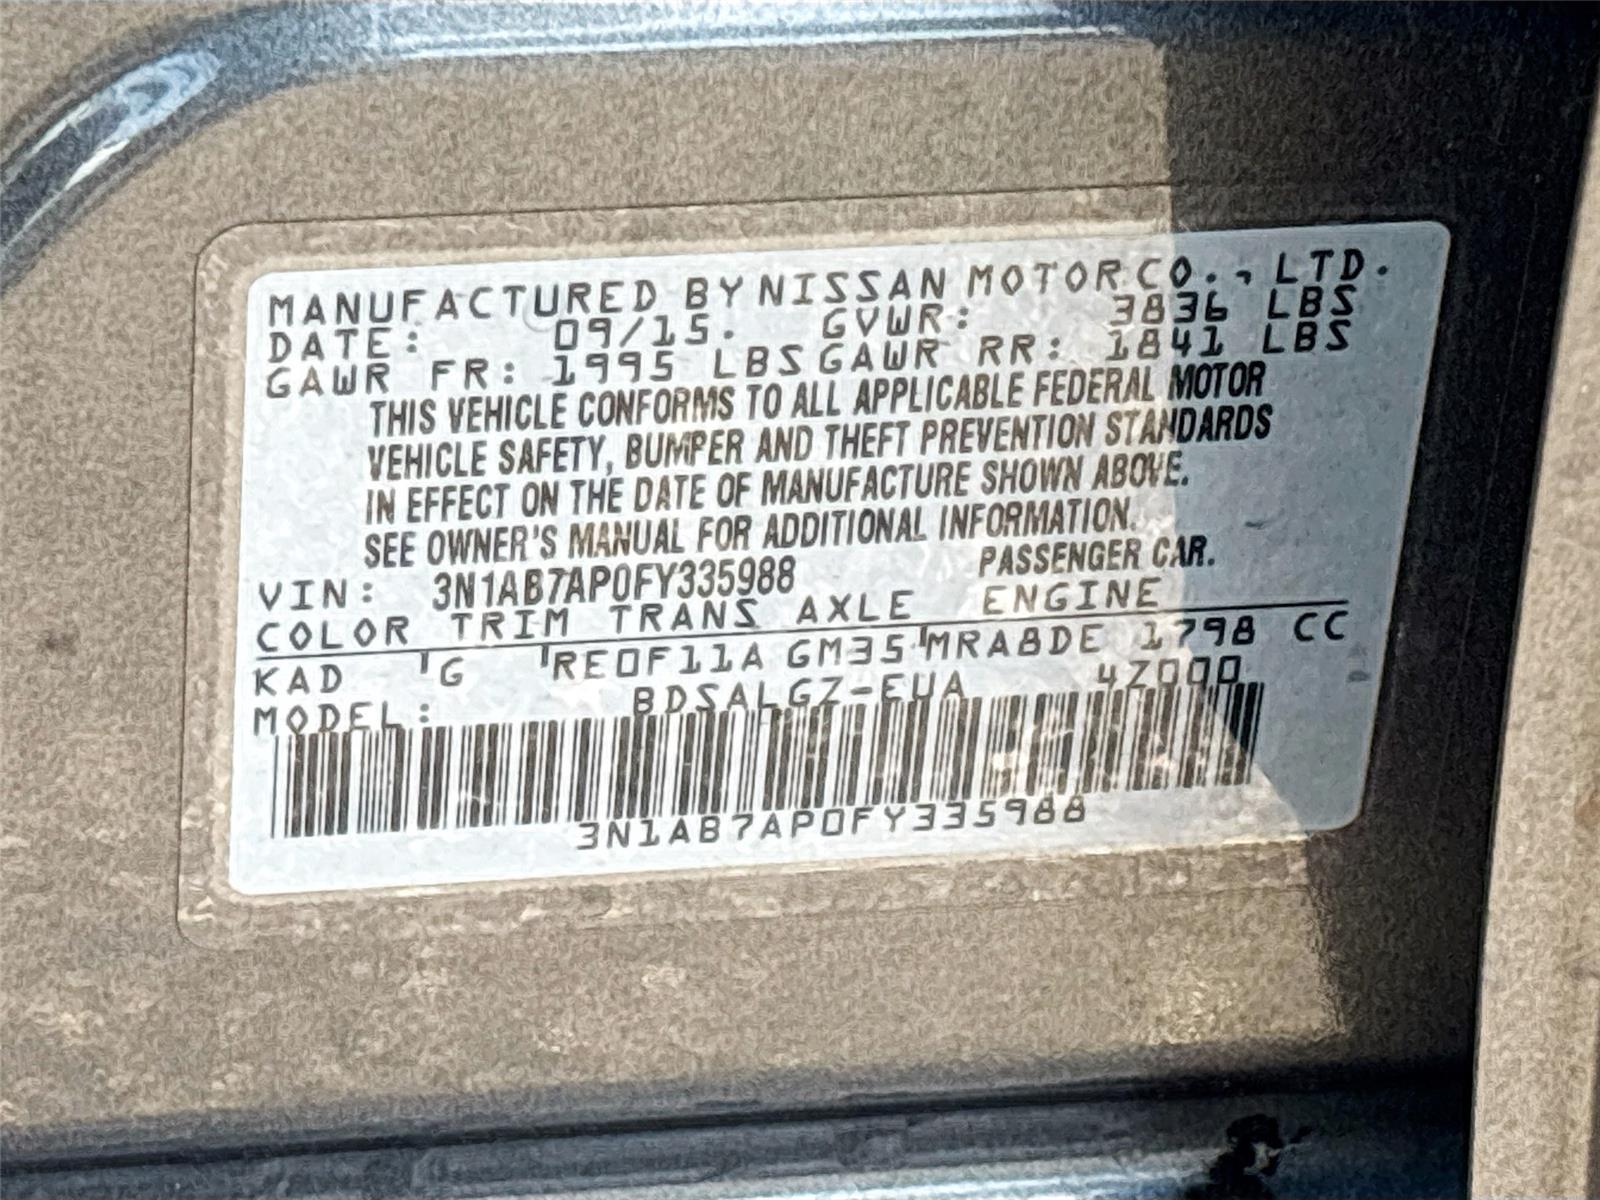 MANUFACTURED BY NISSAN MOTOR CO., LTD.
DATE: 09/15. GVWR: 3836 LBS
GAWR FR: 1995 LBS GAWR RR: 1841 LBS
THIS VEHICLE CONFORMS TO ALL APPLICABLE FEDERAL MOTOR
VEHICLE SAFETY, BUMPER AND THEFT PREVENTION STANDARDS
IN EFFECT ON THE DATE OF MANUFACTURE SHOWN ABOVE.
SEE OWNER'S MANUAL FOR ADDITIONAL INFORMATION.
VIN: 3N1AB7AP0FY335988 PASSENGER CAR.
COLOR TRIM TRANS AXLE ENGINE
KAD 'G 'RE0F11A GM35'MRA8DE 1798 CC
MODEL: BDSALGZ-EUA 4Z000
3N1AB7AP0FY335988